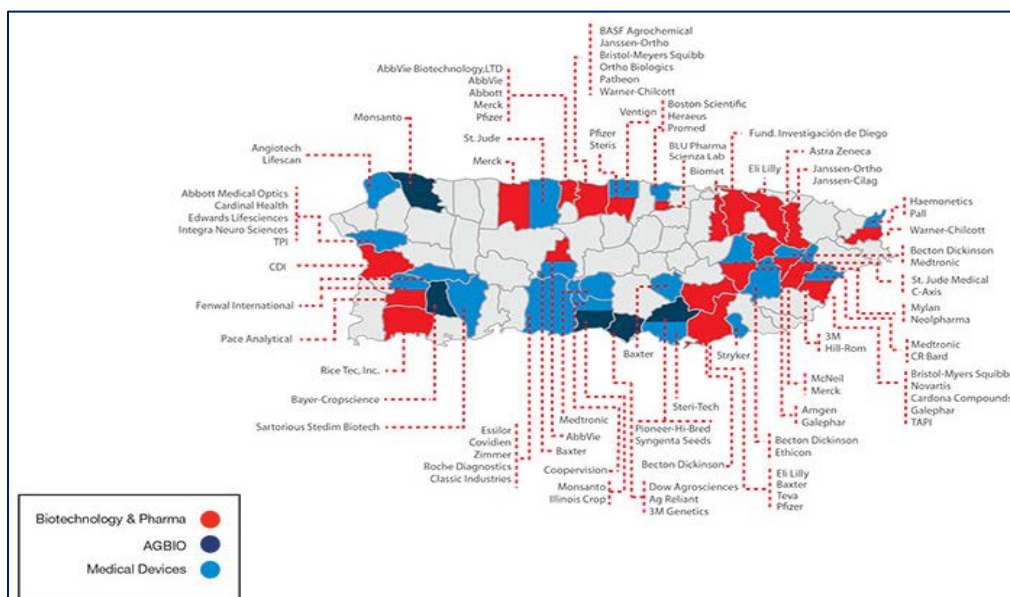 BASF Agrochemical
Janssen-Ortho
Bristol-Meyers Squibb
Ortho Biologics
Patheon
Warner-Chilcott
AbbVie Biotechnology,LTD
AbbVie
Abbott
Merck
Pfizer
Monsanto
St. Jude
Merck
Angiotech
Lifescan
Vention
Pfizer
Steris
Boston Scientific
Heraeus
Promed
BLU Pharma
Scienza Lab
Biomet
Fund. Investigación de Diego
Eli Lilly
Astra Zeneca
Janssen-Ortho
Janssen-Cilag
Abbott Medical Optics
Cardinal Health
Edwards Lifesciences
Integra Neuro Sciences
TPI
CDI
Fenwal International
Pace Analytical
Rice Tec, Inc.
Bayer-Cropscience
Sartorious Stedim Biotech
Haemonetics
Pall
Warner-Chilcott
Becton Dickinson
Medtronic
St. Jude Medical
C-Axis
Mylan
Neolpharma
Medtronic
CR Bard
Bristol-Myers Squibb
Novartis
Cardona Compounds
Galephar
TAPI
3M
Hill-Rom
McNeil
Merck
Amgen
Galephar
Becton Dickinson
Ethicon
Eli Lilly
Baxter
Teva
Pfizer
Stryker
Baxter
Steri-Tech
Pioneer-Hi-Bred
Syngenta Seeds
Becton Dickinson
Medtronic
AbbVie
Baxter
Coopervision
Monsanto
Illinois Crop
Dow Agrosciences
Ag Reliant
3M Genetics
Essilor
Covidien
Zimmer
Roche Diagnostics
Classic Industries
Biotechnology & Pharma
AGBIO
Medical Devices